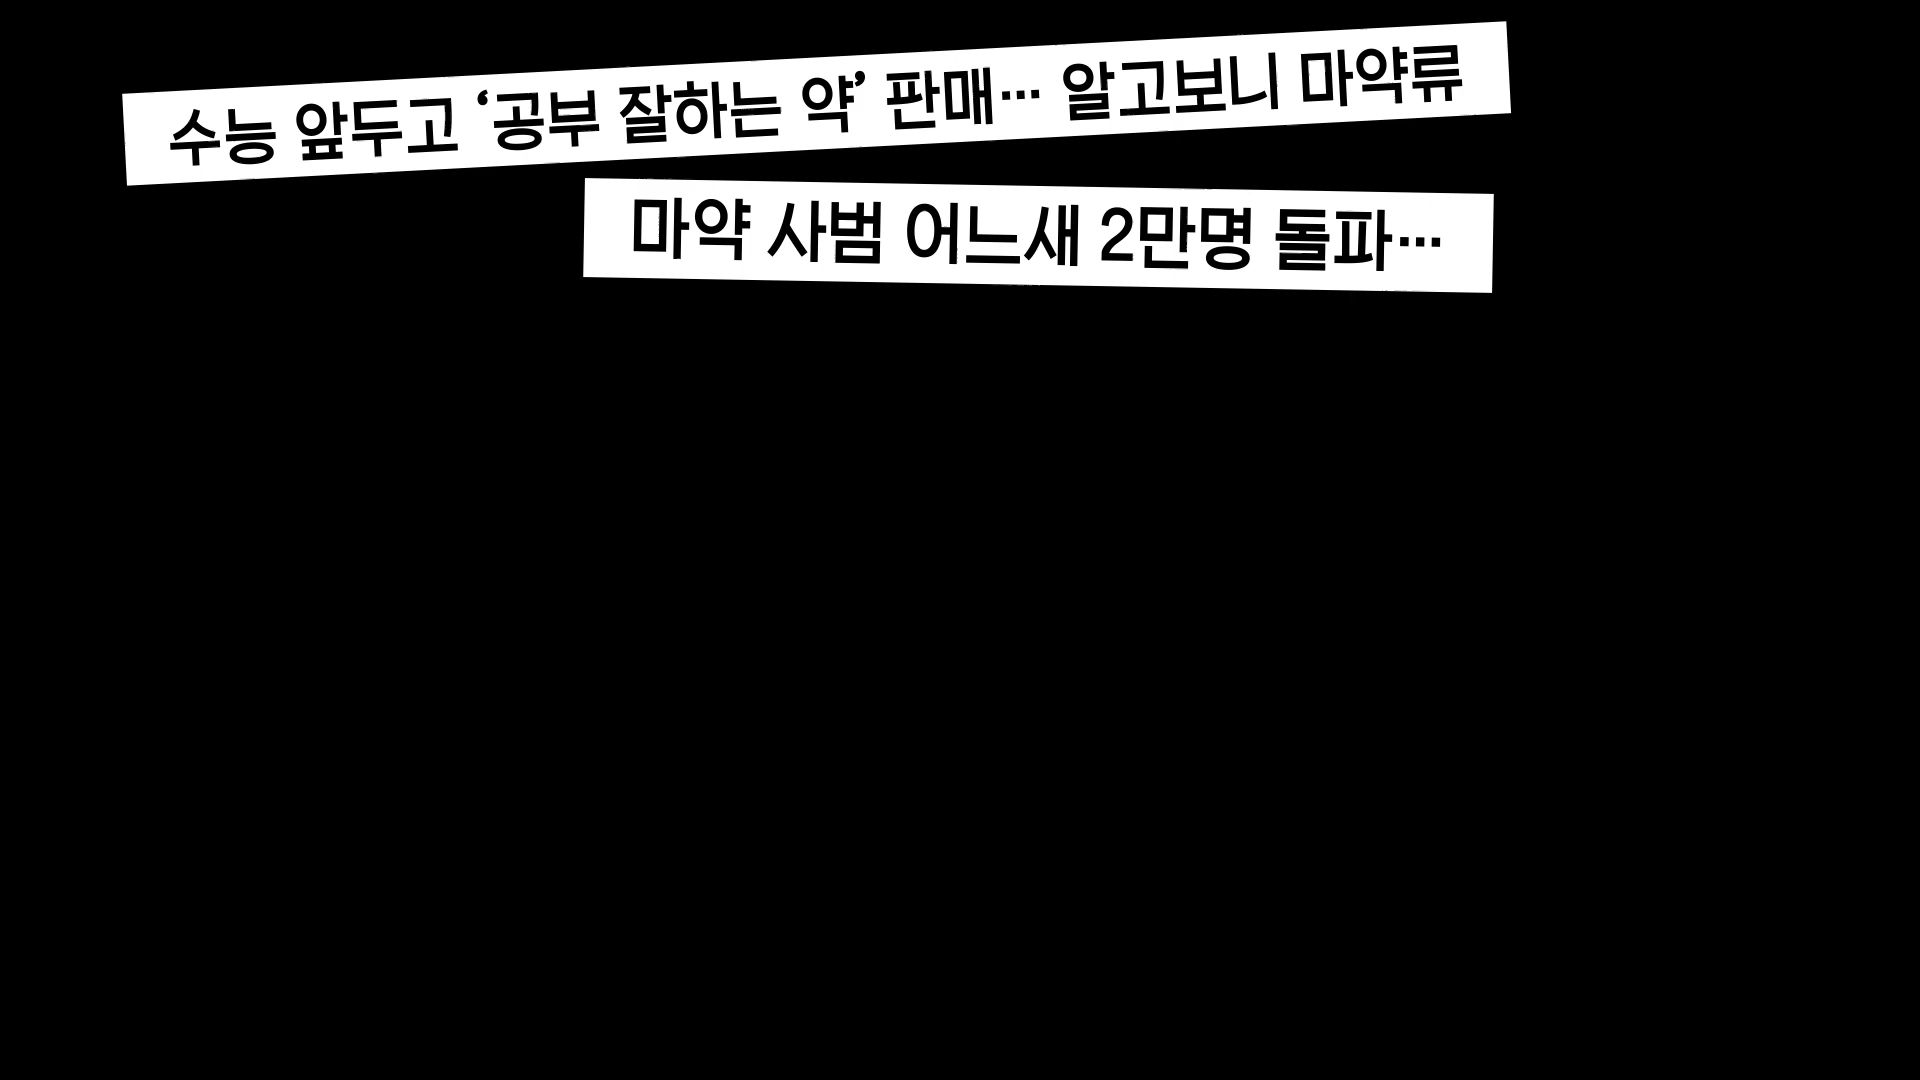 수능 앞두고 ‘공부 잘하는 약’ 판매… 알고보니 마약류
마약 사범 어느새 2만명 돌파…